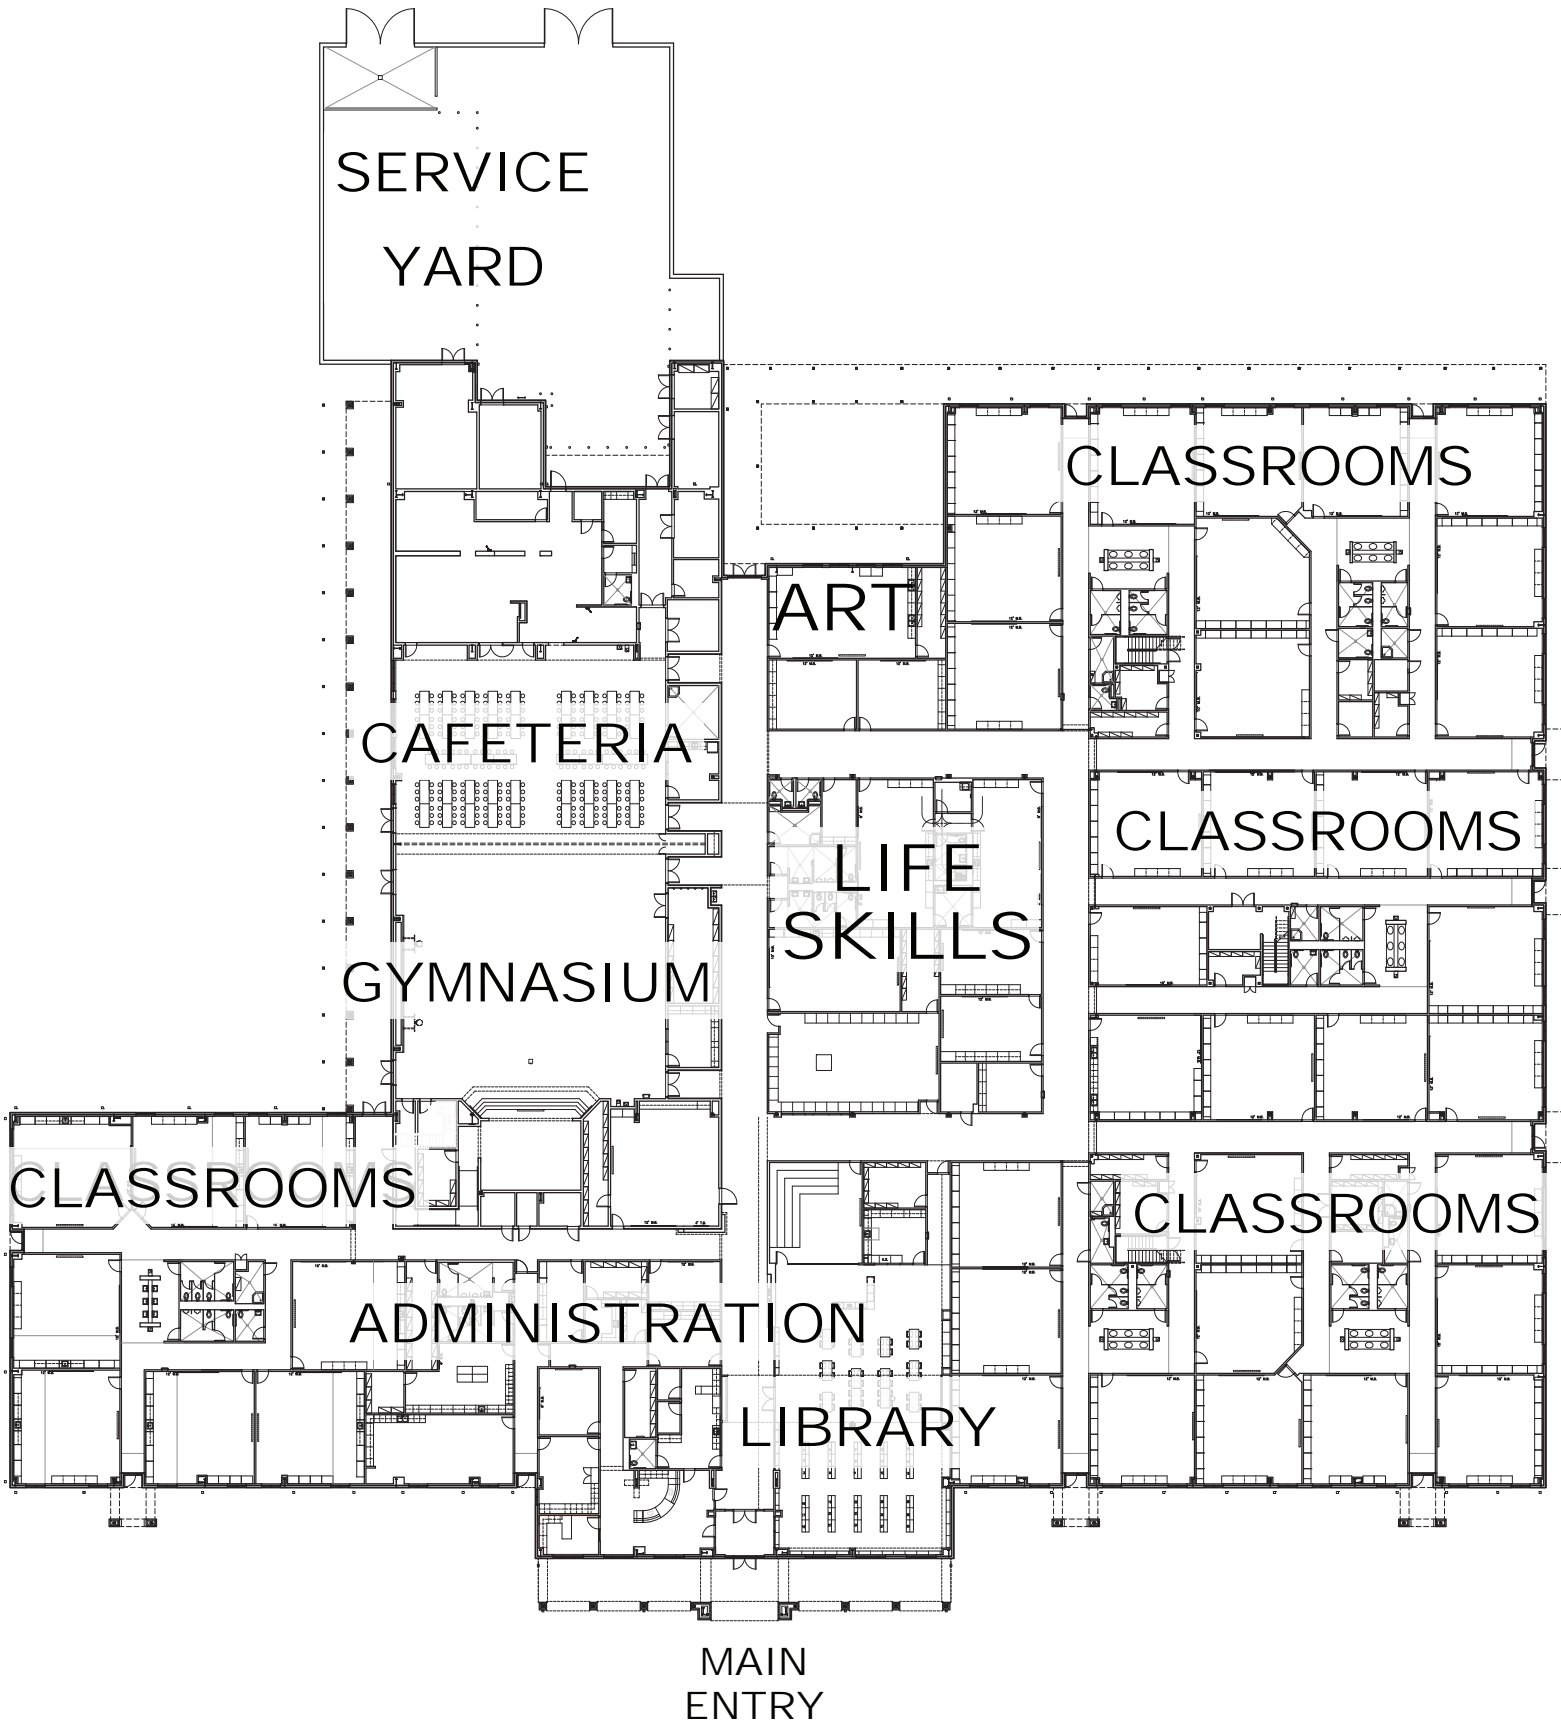 SERVICE
YARD
CLASSROOMS
ART
CAFETERIA
CLASSROOMS
LIFE
SKILLS
GYMNASIUM
CLASSROOMS
CLASSROOMS
ADMINISTRATION
LIBRARY
MAIN
ENTRY